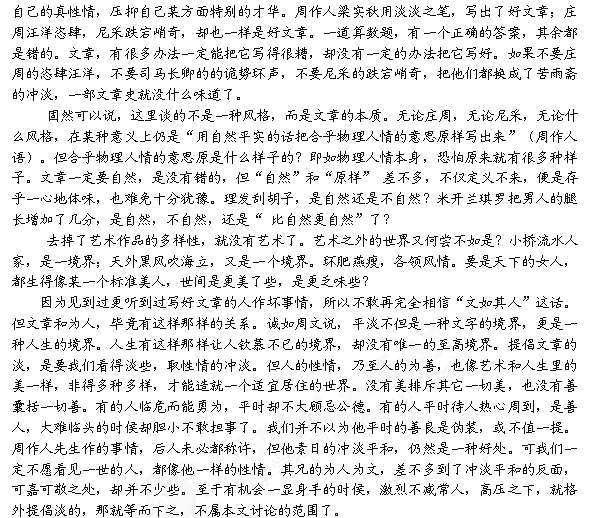 自己的真性情，压抑自己某方面特别的才华。周作人梁实秋用淡淡之笔，写出了好文章；庄
周汪洋恣肆，尼采跌宕峭奇，却也一样是好文章。一道算数题，有一个正确的答案，其余都
是错的。文章，有很多办法一定能把它写得很糟，却没有一定的办法把它写好。如果不要庄
周的恣肆汪洋，不要司马长卿的的诡势环声，不要尼采的跌宕峭奇，把他们都换成了苦雨斋
的冲淡，一部文章史就没什么味道了。
固然可以说，这里谈的不是一种风格，而是文章的本质。无论庄周，无论尼采，无论什
么风格，在某种意义上仍是“用自然平实的话把合乎物理人情的意思原样写出来”（周作人
语）。但合乎物理人情的意思原是什么样子的？即如物理人情本身，恐怕原来就有很多种样
子。文章一定要自然，是没有错的，但“自然”和“原样” 差不多，不仅定义不来，便是存
乎一心地体味，也难免十分犹豫。理发刮胡子，是自然还是不自然？米开兰琪罗把男人的腿
长增加了几分，是自然，不自然，还是“ 比自然更自然”了？
去掉了艺术作品的多样性，就没有艺术了。艺术之外的世界又何尝不如是？小桥流水人
家，是一境界；天外黑风吹海立，又是一个境界。环肥燕瘦，各领风情。要是天下的女人，
都生得像某一个标准美人，世间是更美了些，是更乏味些？
因为见到过更听到过写好文章的人作坏事情，所以不敢再完全相信“文如其人”这话。
但文章和为人，毕竟有这样那样的关系。诚如周文说，平淡不但是一种文字的境界，更是一
种人生的境界。人生有这样那样让人钦慕不已的境界，却没有唯一的至高境界。提倡文章的
淡，是要我们看得淡些，取性情的冲淡。但人的性情，乃至人的为善，也像艺术和人生里的
美一样，非得多种多样，才能造就一个适宜居住的世界。没有美排斥其它一切美，也没有善
囊括一切善。有的人临危而能勇为，平时却不大顾忌公德。有的人平时待人热心周到，是善
人，大难临头的时侯却胆小不敢担事了。我们并不以为他平时的善良是伪装，或不值一提。
周作人先生作的事情，后人未必都称许，但他素日的冲淡平和，仍然是一种好处。可我们一
定不愿看见一世的人，都像他一样的性情。其兄的为人为文，差不多到了冲淡平和的反面，
可嘉可敬之处，却并不少些。至于有机会一显身手的时侯，激烈不减常人，高压之下，就格
外提倡淡的，那就等而下之，不属本文讨论的范围了。